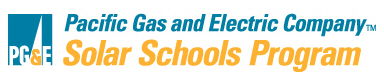 PG&E
Pacific Gas and Electric Company™
Solar Schools Program